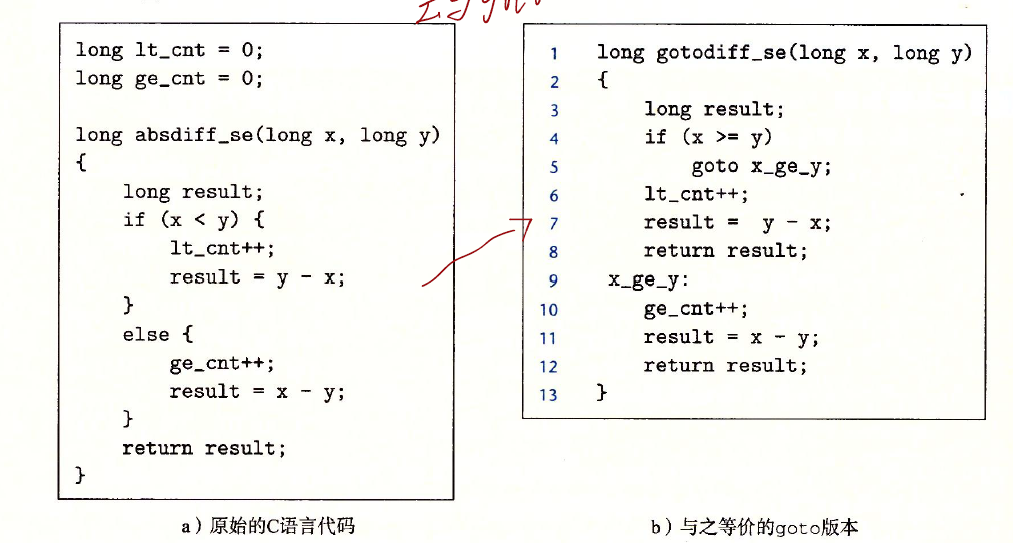 long lt_cnt = 0;
long ge_cnt = 0;
long absdiff_se(long x, long y)
{
long result;
if (x < y) {
lt_cnt++;
result = y - x;
}
else {
ge_cnt++;
result = x - y;
}
return result;
}
a）原始的C语言代码
1 long gotodiff_se(long x, long y)
2 {
3 long result;
4 if (x >= y)
5 goto x_ge_y;
6 lt_cnt++;
7 result = y - x;
8 return result;
9 x_ge_y:
10 ge_cnt++;
11 result = x - y;
12 return result;
13 }
b）与之等价的goto版本